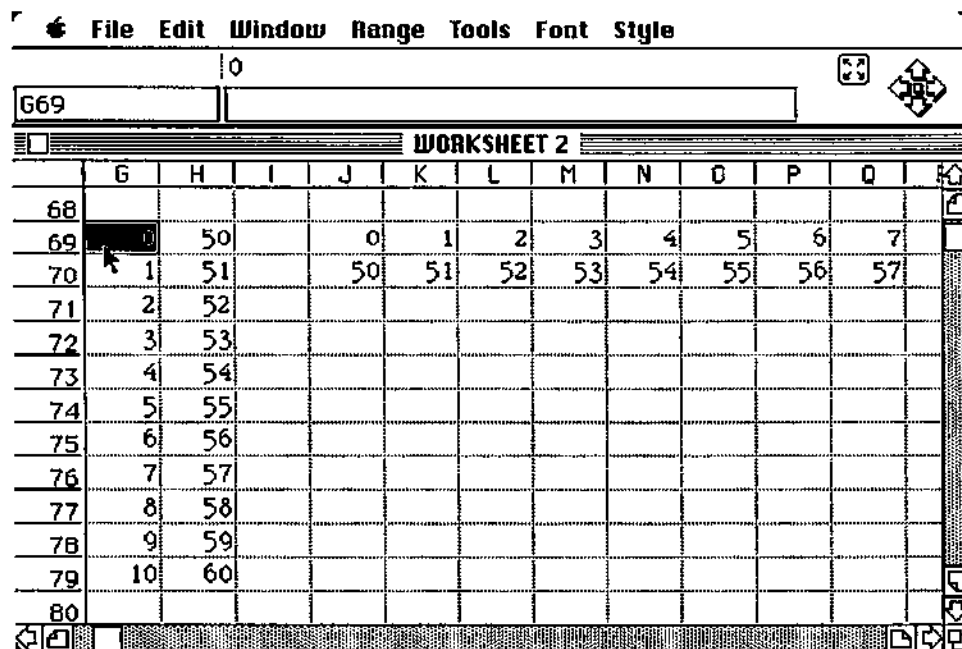 File Edit Window Range Tools Font Style
0
G69
WORKSHEET 2
G H I J K L M N O P Q R
68
69 0 50 0 1 2 3 4 5 6 7
70 1 51 50 51 52 53 54 55 56 57
71 2 52
72 3 53
73 4 54
74 5 55
75 6 56
76 7 57
77 8 58
78 9 59
79 10 60
80